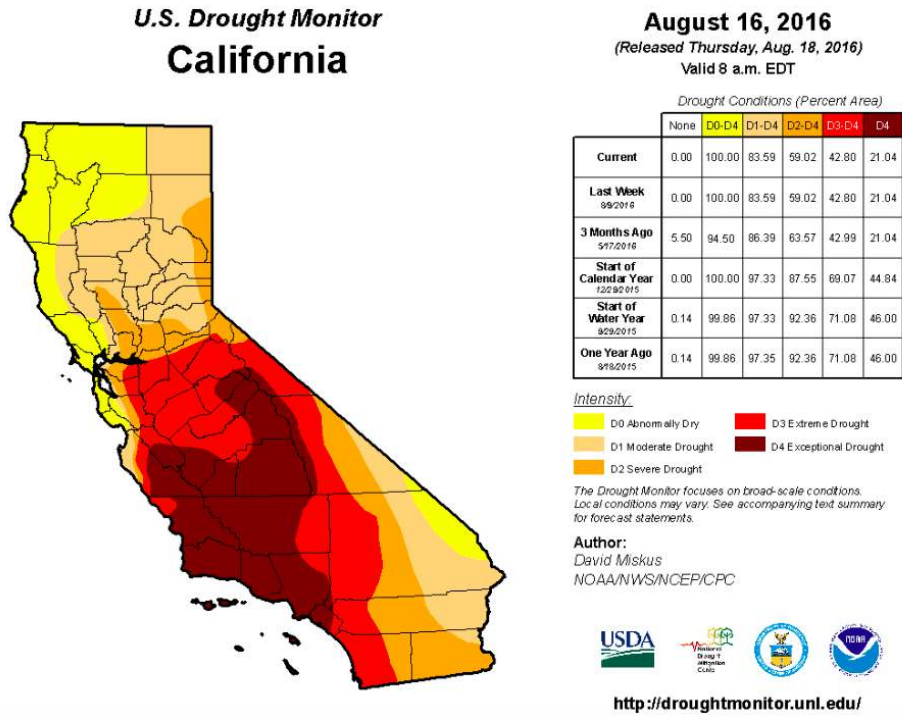 U.S. Drought Monitor
California
August 16, 2016
(Released Thursday, Aug. 18, 2016)
Valid 8 a.m. EDT
Drought Conditions (Percent Area)
None D0-D4 D1-D4 D2-D4 D3-D4 D4
Current 0.00 100.00 83.59 59.02 42.80 21.04
Last Week 0.00 100.00 83.59 59.02 42.80 21.04
8/9/2016
3 Months Ago 5.50 94.50 86.39 63.57 42.99 21.04
5/17/2016
Start of
Calendar Year 0.00 100.00 97.33 87.55 69.07 44.84
12/29/2015
Start of
Water Year 0.14 99.86 97.33 92.36 71.08 46.00
9/29/2015
One Year Ago 0.14 99.86 97.35 92.36 71.08 46.00
8/18/2015
Intensity:
D0 Abnormally Dry
D1 Moderate Drought
D2 Severe Drought
D3 Extreme Drought
D4 Exceptional Drought
The Drought Monitor focuses on broad-scale conditions.
Local conditions may vary. See accompanying text summary
for forecast statements.
Author:
David Miskus
NOAA/NWS/NCEP/CPC
USDA
National
Drought
Mitigation
Center
NOAA
http://droughtmonitor.unl.edu/